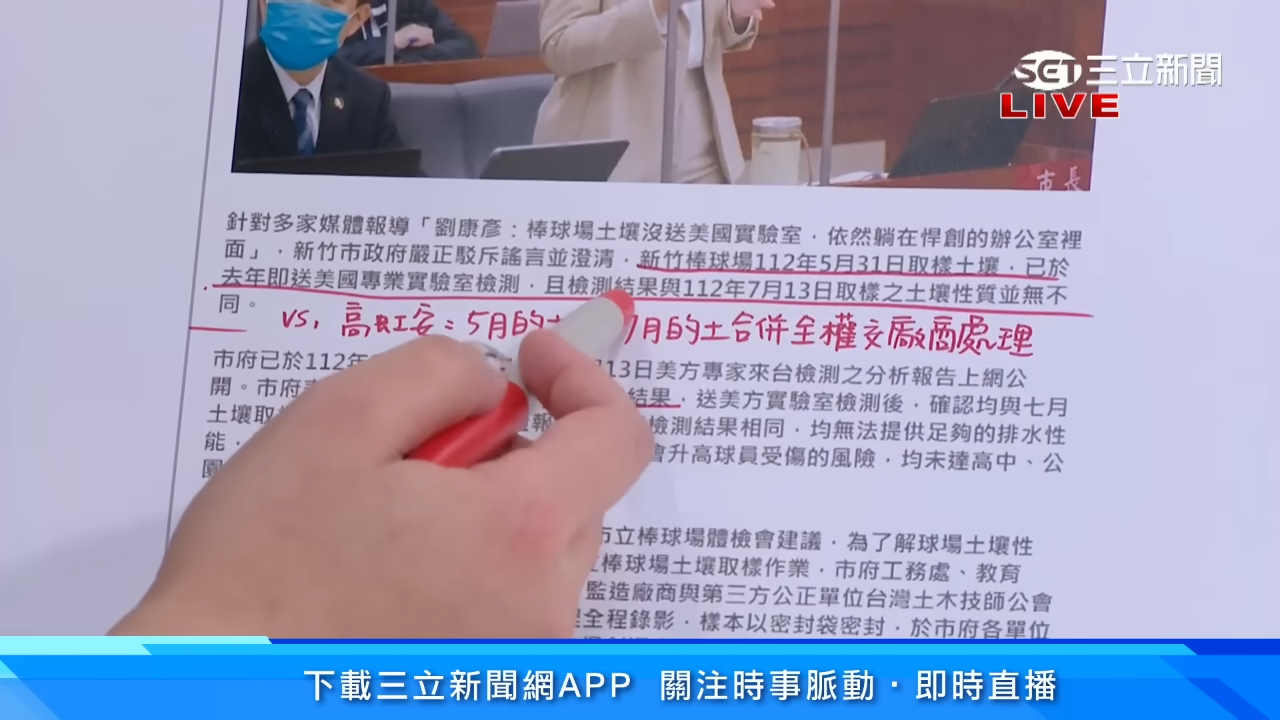 SET三立新聞
LIVE
市長
針對多家媒體報導「劉康彥：棒球場土壤沒送美國實驗室，依然躺在悍創的辦公室裡
面」，新竹市政府嚴正駁斥謠言並澄清，新竹棒球場112年5月31日取樣土壤，已於
去年即送美國專業實驗室檢測，且檢測結果與112年7月13日取樣之土壤性質並無不
同。
vs. 高虹安：5月的 7月的土合併全權交廠商處理
市府已於112年 13日美方專家來台檢測之分析報告上網公
開。市府 結果，送美方實驗室檢測後，確認均與七月
土壤取 報 檢測結果相同，均無法提供足夠的排水性
能， 會升高球員受傷的風險，均未達高中、公
園
市立棒球場體檢會建議，為了解球場土壤性
棒球場土壤取樣作業，市府工務處、教育
監造廠商與第三方公正單位台灣土木技師公會
全程錄影，樣本以密封袋密封，於市府各單位
下載三立新聞網APP 關注時事脈動．即時直播